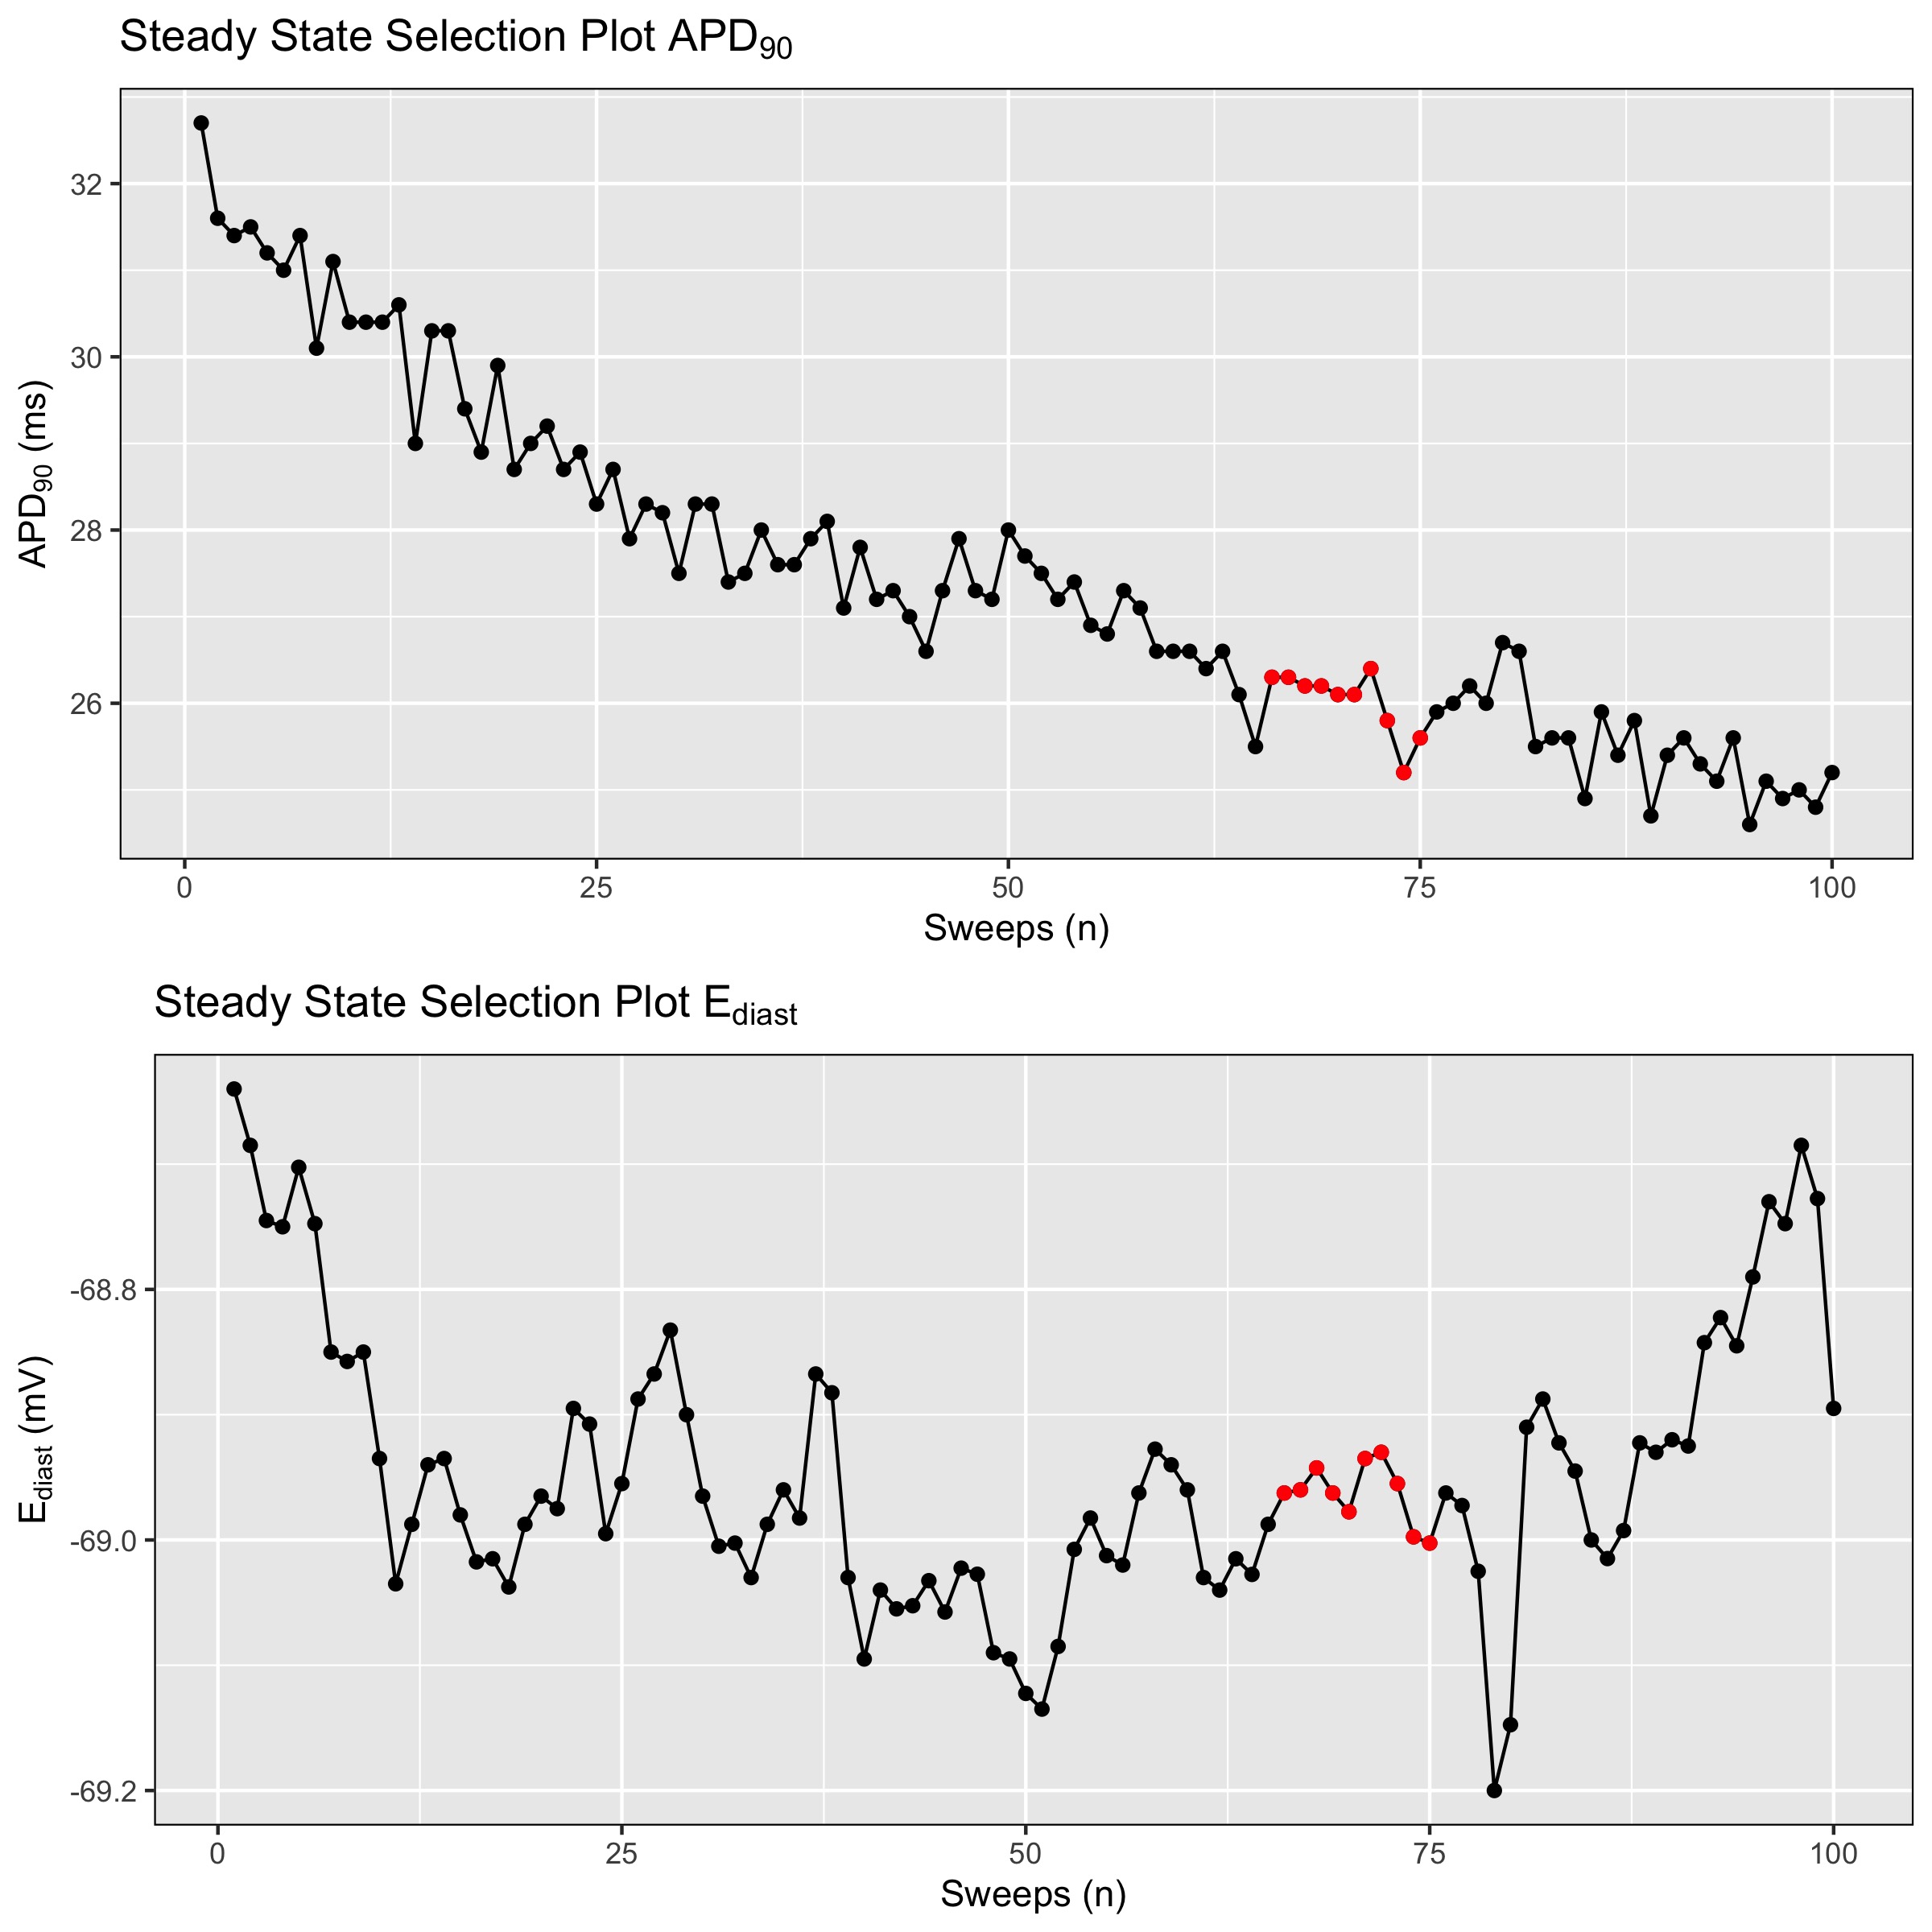 Steady State Selection Plot APD90
32
30
28
26
APD90 (ms)
0 25 50 75 100
Sweeps (n)
Steady State Selection Plot Ediast
-68.8
-69.0
-69.2
Ediast (mV)
0 25 50 75 100
Sweeps (n)